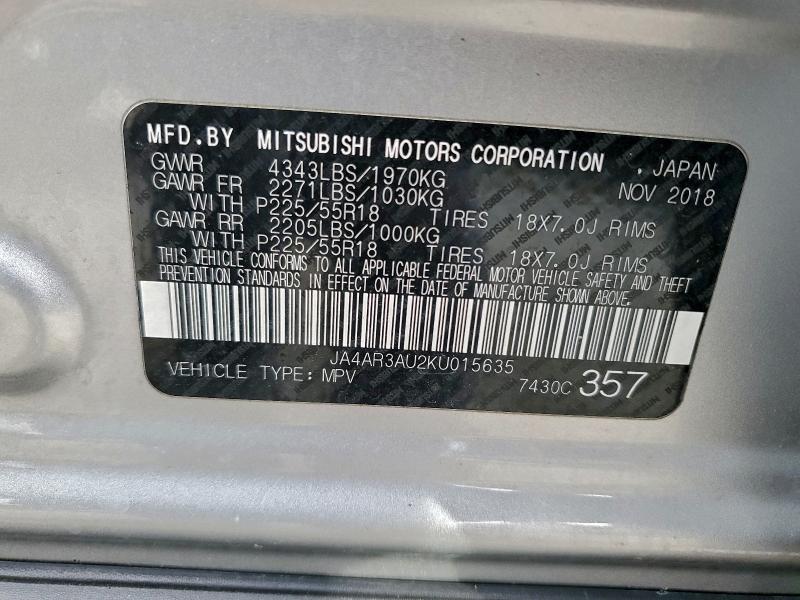 MFD.BY MITSUBISHI MOTORS CORPORATION , JAPAN
GVWR 4343LBS/1970KG NOV 2018
GAWR FR 2271LBS/1030KG
WITH P225/55R18 TIRES 18X7.0J RIMS
GAWR RR 2205LBS/1000KG
WITH P225/55R18 TIRES 18X7.0J RIMS
THIS VEHICLE CONFORMS TO ALL APPLICABLE FEDERAL MOTOR VEHICLE SAFETY AND THEFT
PREVENTION STANDARDS IN EFFECT ON THE DATE OF MANUFACTURE SHOWN ABOVE.
JA4AR3AU2KU015635
VEHICLE TYPE: MPV 7430C 357